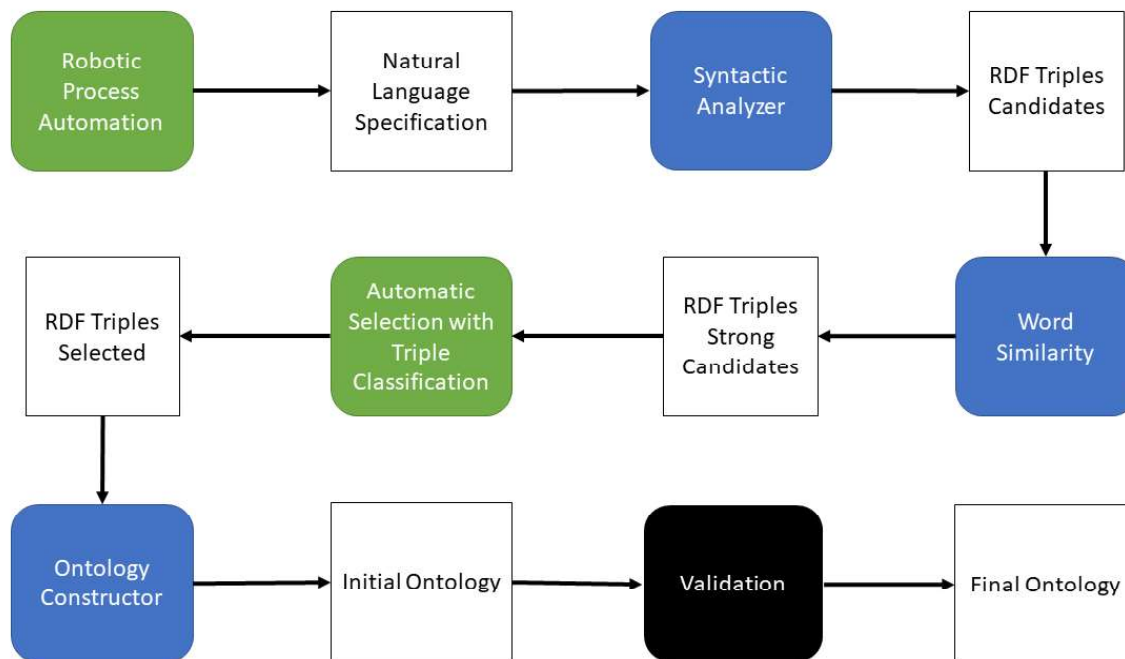 Robotic
Process
Automation
Natural
Language
Specification
Syntactic
Analyzer
RDF Triples
Candidates
RDF Triples
Selected
Automatic
Selection with
Triple
Classification
RDF Triples
Strong
Candidates
Word
Similarity
Ontology
Constructor
Initial Ontology
Validation
Final Ontology